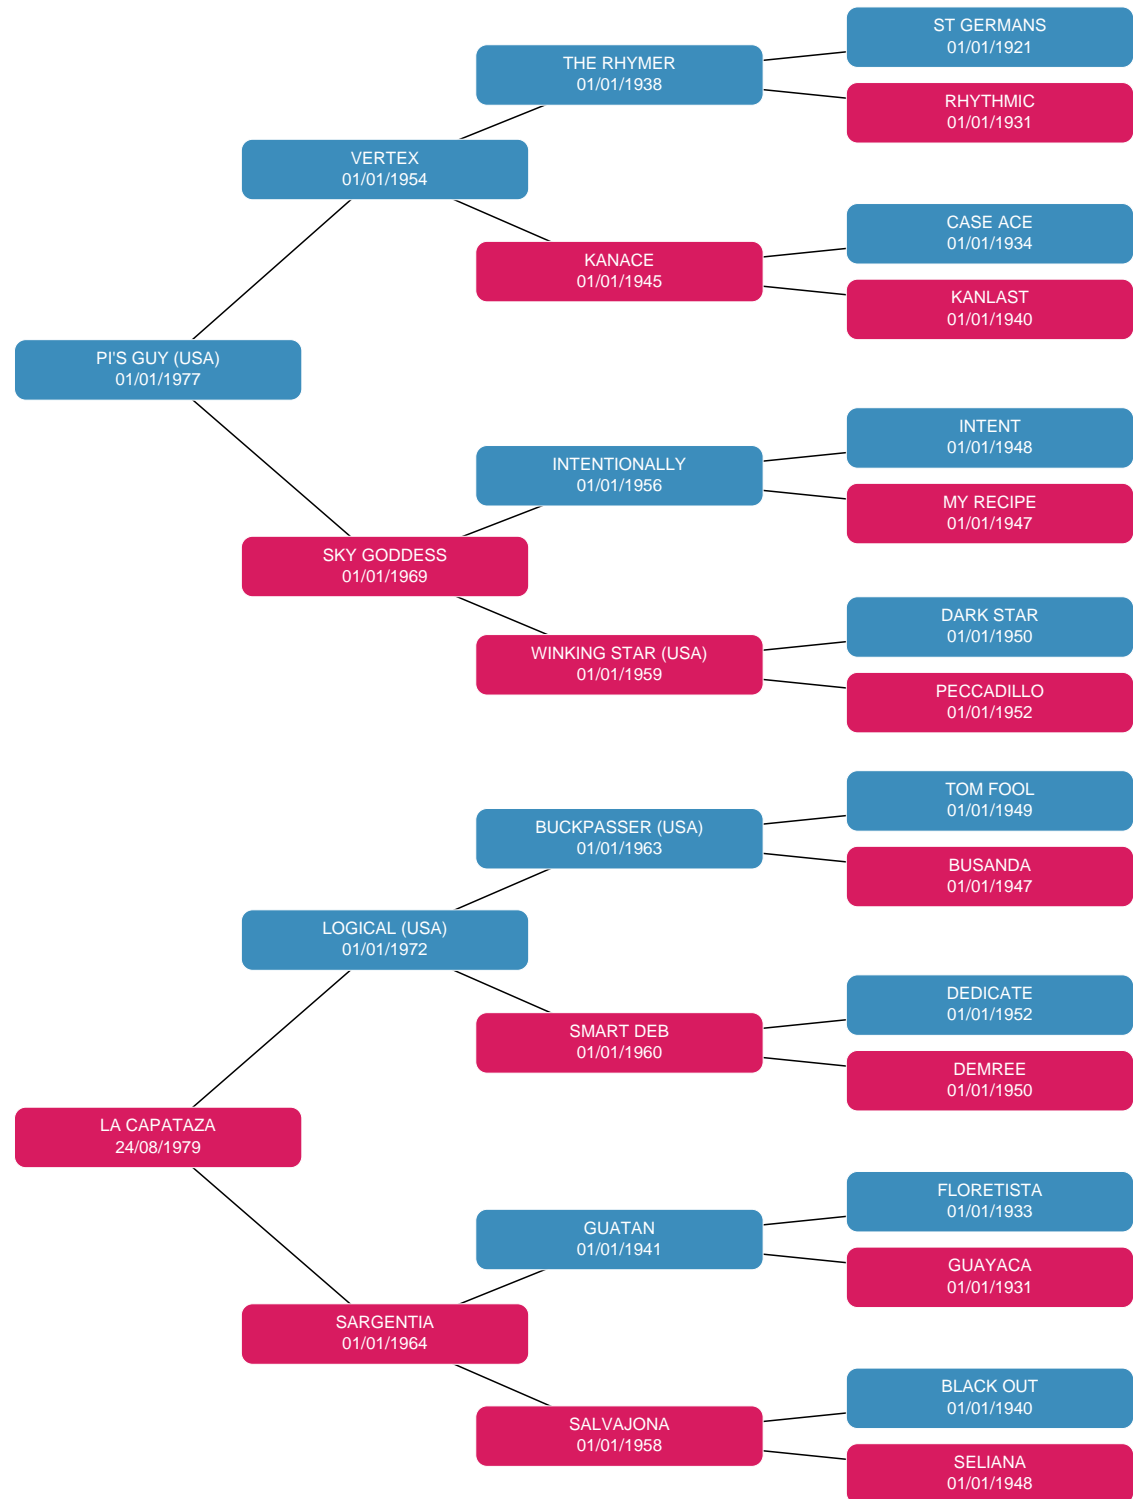 ST GERMANS
01/01/1921
THE RHYMER
01/01/1938
RHYTHMIC
01/01/1931
VERTEX
01/01/1954
CASE ACE
01/01/1934
KANACE
01/01/1945
KANLAST
01/01/1940
PI'S GUY (USA)
01/01/1977
INTENT
01/01/1948
INTENTIONALLY
01/01/1956
MY RECIPE
01/01/1947
SKY GODDESS
01/01/1969
DARK STAR
01/01/1950
WINKING STAR (USA)
01/01/1959
PECCADILLO
01/01/1952
TOM FOOL
01/01/1949
BUCKPASSER (USA)
01/01/1963
BUSANDA
01/01/1947
LOGICAL (USA)
01/01/1972
DEDICATE
01/01/1952
SMART DEB
01/01/1960
DEMREE
01/01/1950
LA CAPATAZA
24/08/1979
FLORETISTA
01/01/1933
GUATAN
01/01/1941
GUAYACA
01/01/1931
SARGENTIA
01/01/1964
BLACK OUT
01/01/1940
SALVAJONA
01/01/1958
SELIANA
01/01/1948